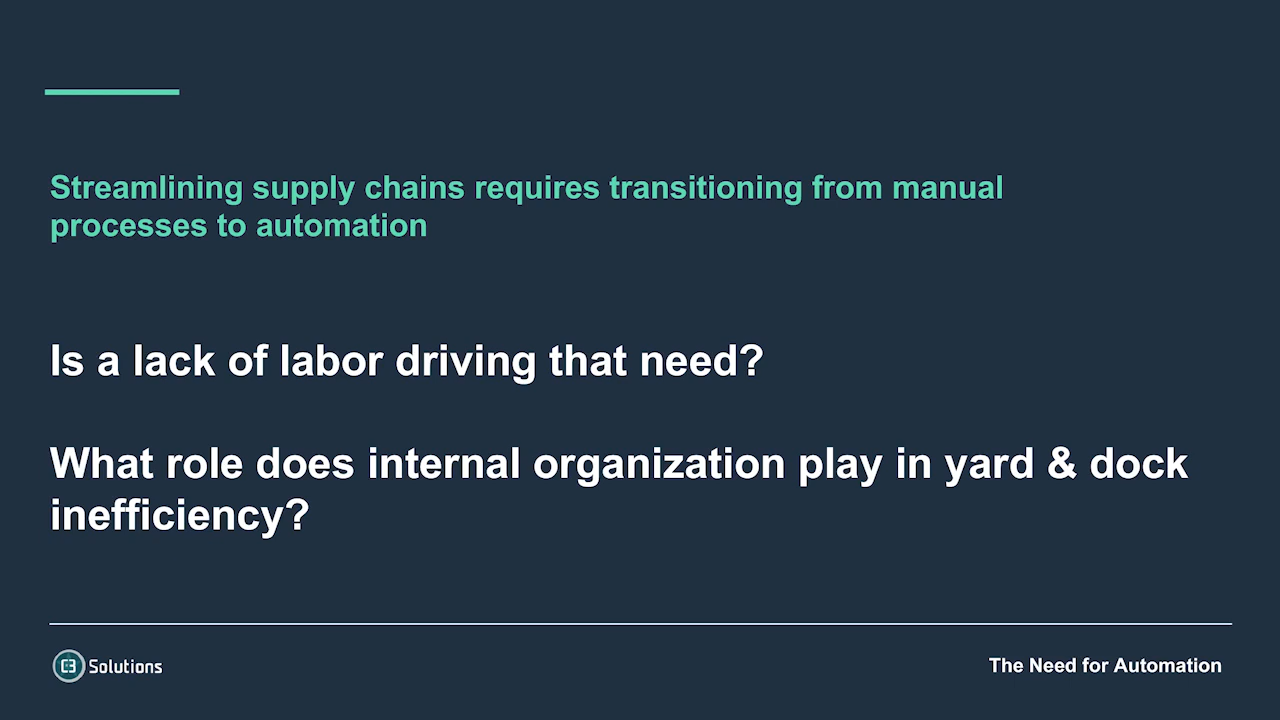 Streamlining supply chains requires transitioning from manual
processes to automation
Is a lack of labor driving that need?
What role does internal organization play in yard & dock
inefficiency?
C3 Solutions
The Need for Automation